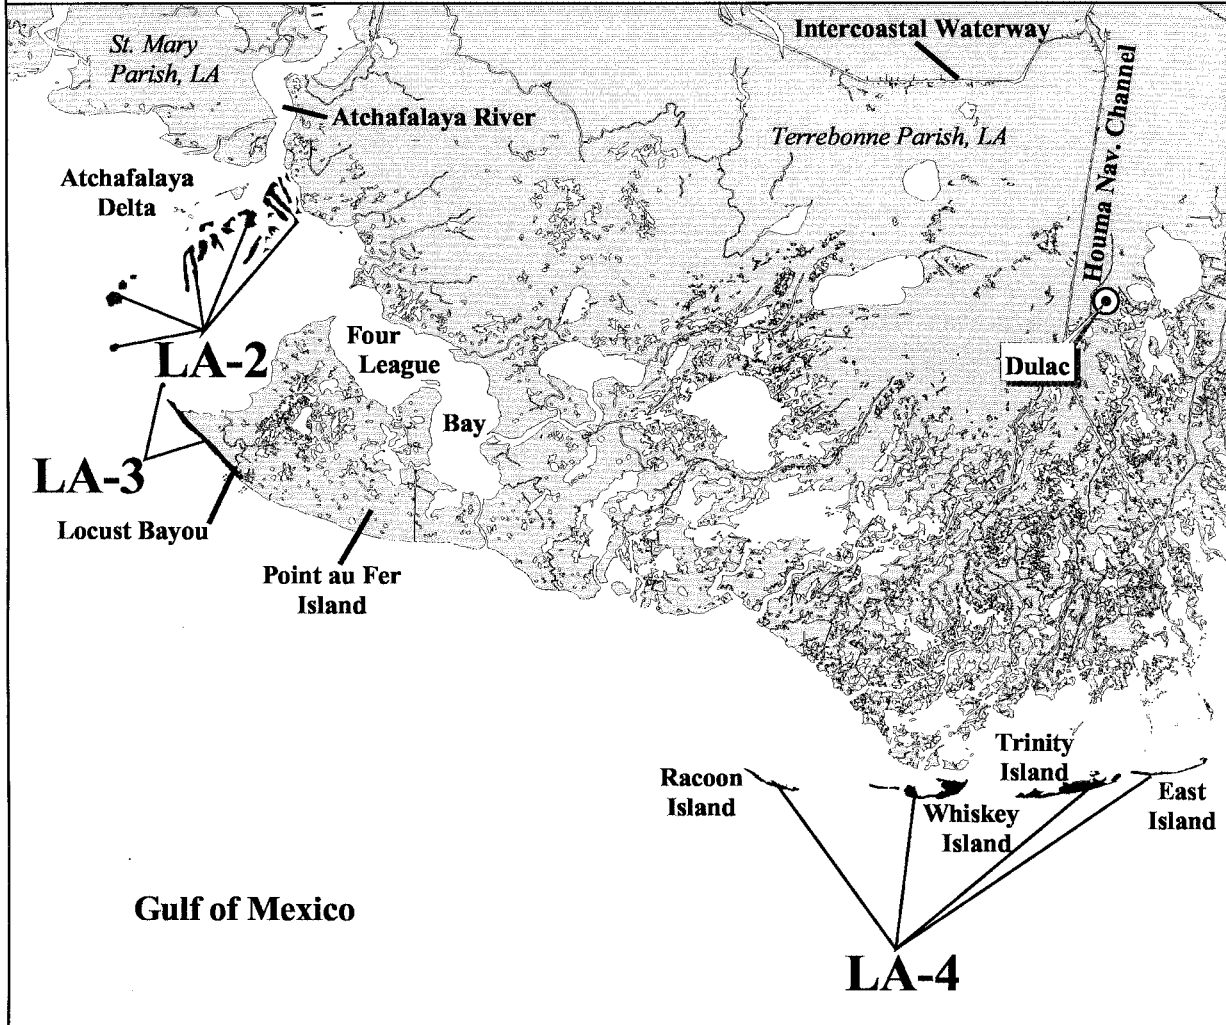 St. Mary
Parish, LA
Intercoastal Waterway
Atchafalaya River
Terrebonne Parish, LA
Houma Nav. Channel
Atchafalaya
Delta
LA-2
Four
League
Bay
Dulac
LA-3
Locust Bayou
Point au Fer
Island
Trinity
Island
Racoon
Island
Whiskey
Island
East
Island
Gulf of Mexico
LA-4